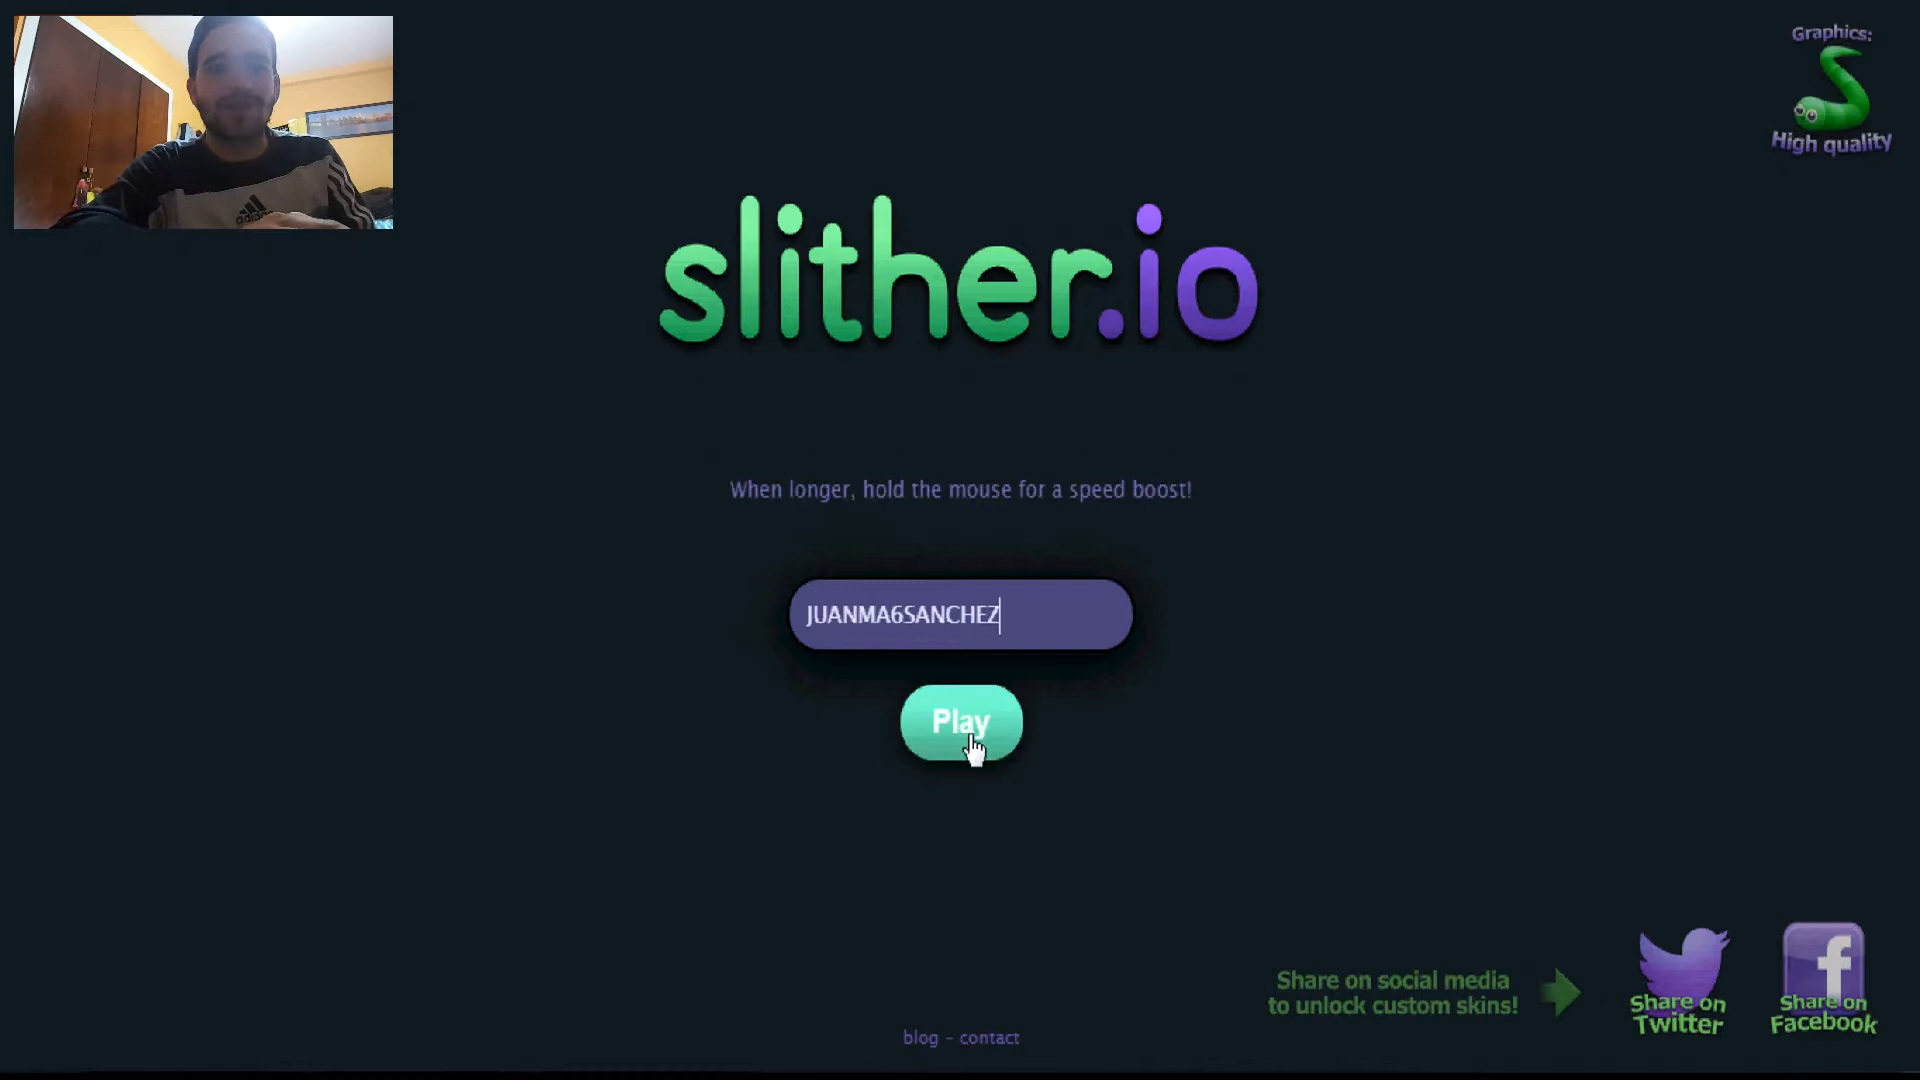 Graphics:
High quality
adidas
slither.io
When longer, hold the mouse for a speed boost!
JUANMA6SANCHEZ
Play
Share on social media
to unlock custom skins!
Share on
Twitter
Share on
Facebook
blog - contact